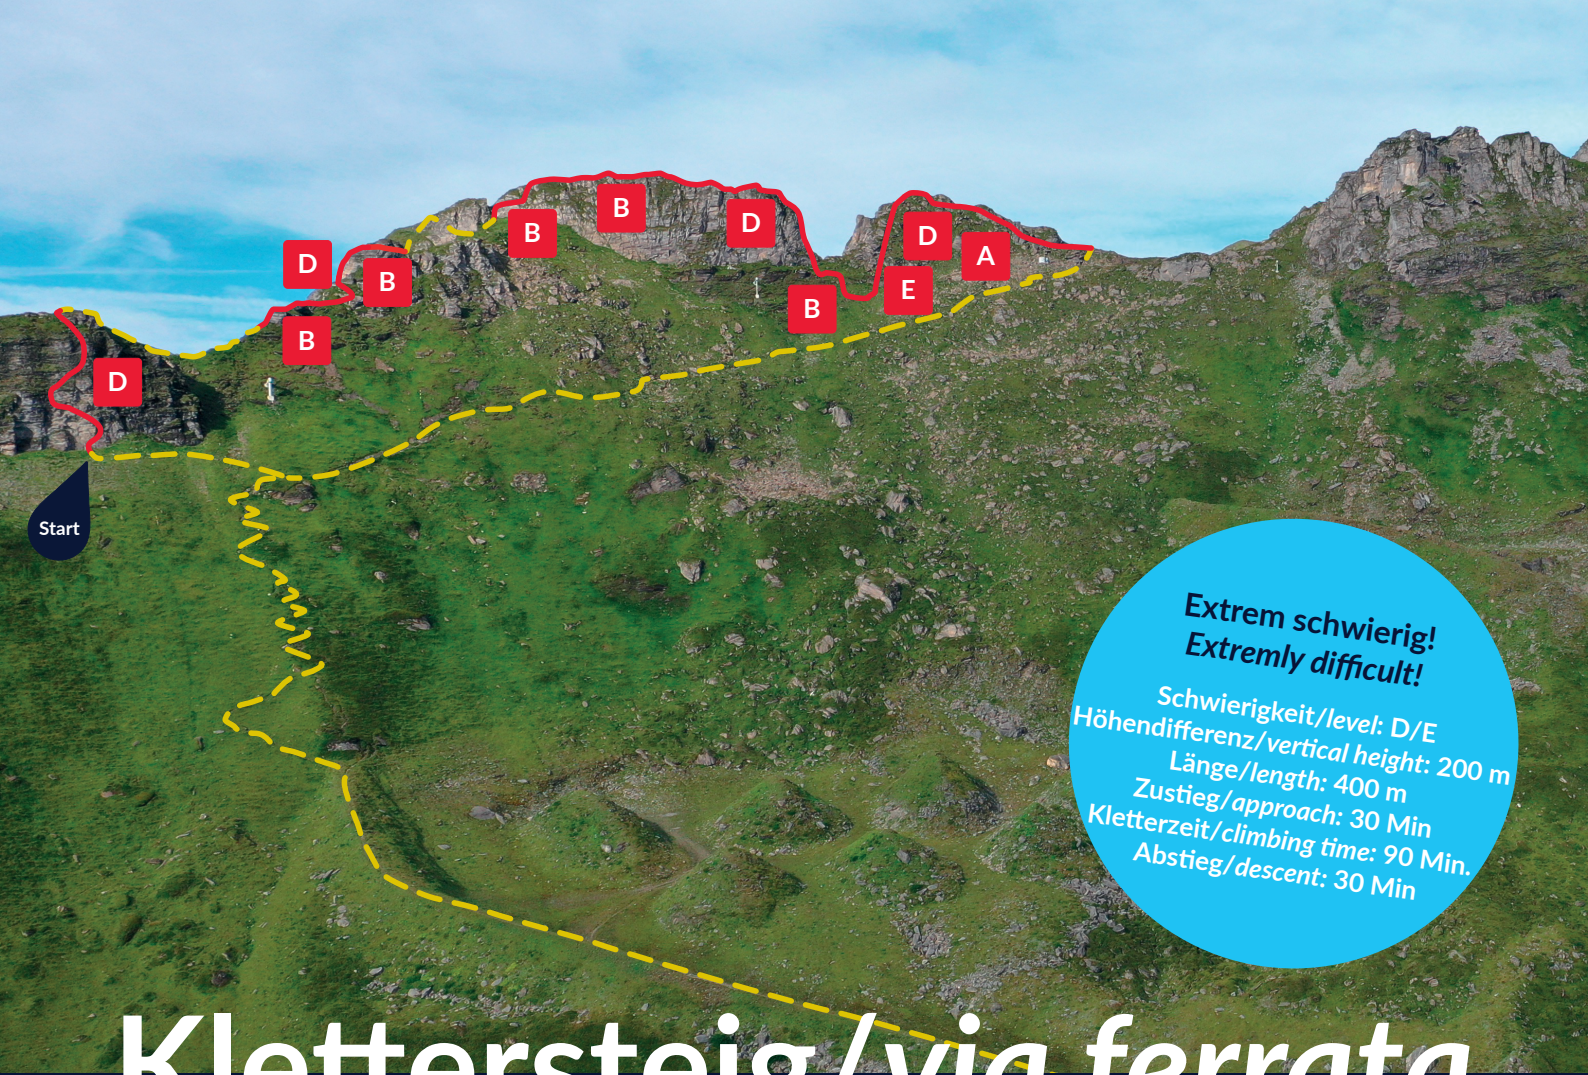 D
B
B
D
D
B
D
A
B
E
B
D
Start
Extrem schwierig!
Extremly difficult!
Schwierigkeit/level: D/E
Höhendifferenz/vertical height: 200 m
Länge/length: 400 m
Zustieg/approach: 30 Min
Kletterzeit/climbing time: 90 Min.
Abstieg/descent: 30 Min
Klettersteig/via ferrata